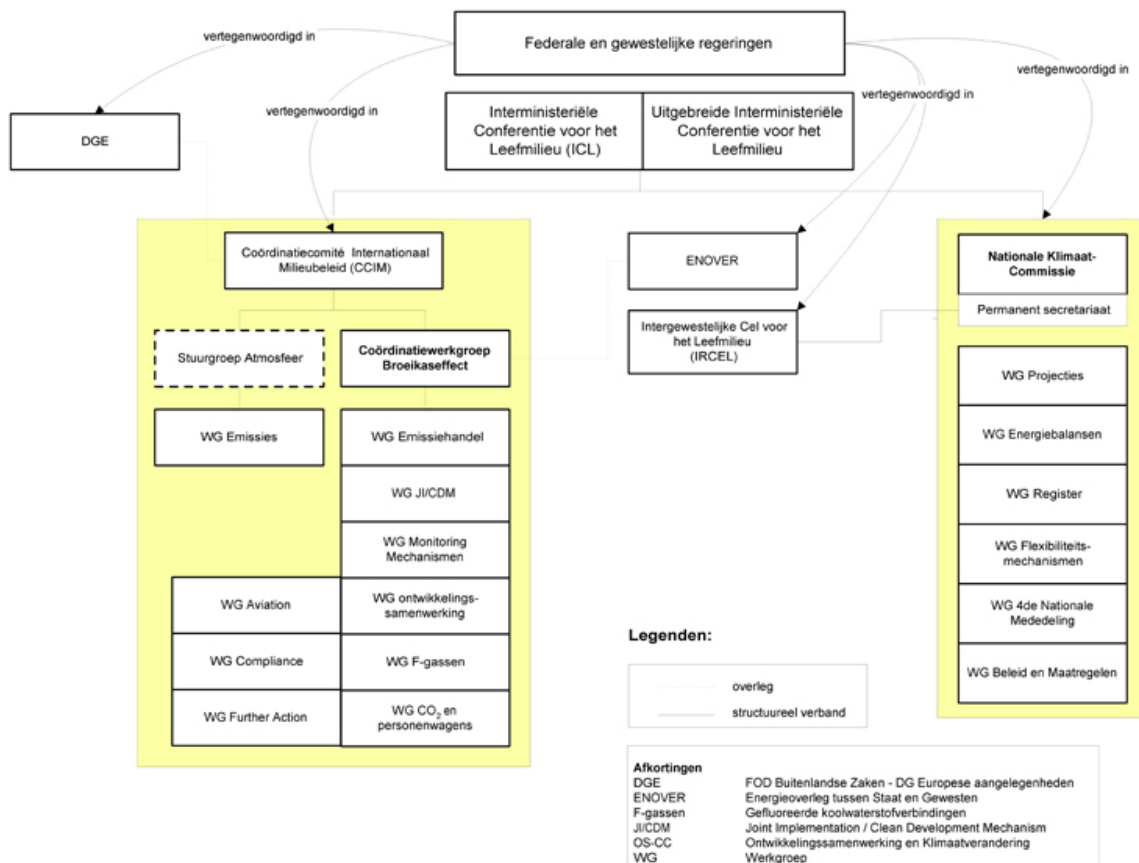 vertegenwoordigd in
Federale en gewestelijke regeringen
vertegenwoordigd in
vertegenwoordigd in
vertegenwoordigd in
DGE
Interministeriële
Conferentie voor het
Leefmilieu (ICL)
Uitgebreide Interministeriële
Conferentie voor het
Leefmilieu
Coördinatiecomité Internationaal
Milieubeleid (CCIM)
ENOVER
Nationale Klimaat-
Commissie
Permanent secretariaat
Intergewestelijke Cel voor
het Leefmilieu
(IRCEL)
Stuurgroep Atmosfeer
Coördinatiewerkgroep
Broeikaseffect
WG Emissies
WG Emissiehandel
WG JI/CDM
WG Monitoring
Mechanismen
WG Aviation
WG ontwikkelings-
samenwerking
WG Compliance
WG F-gassen
WG Further Action
WG CO2 en
personenwagens
WG Projecties
WG Energiebalansen
WG Register
WG Flexibiliteits-
mechanismen
WG 4de Nationale
Mededeling
WG Beleid en Maatregelen
Legenden:
overleg
structureel verband
Afkortingen
DGE FOD Buitenlandse Zaken - DG Europese aangelegenheden
ENOVER Energieoverleg tussen Staat en Gewesten
F-gassen Gefluoreerde koolwaterstofverbindingen
JI/CDM Joint Implementation / Clean Development Mechanism
OS-CC Ontwikkelingssamenwerking en Klimaatverandering
WG Werkgroep